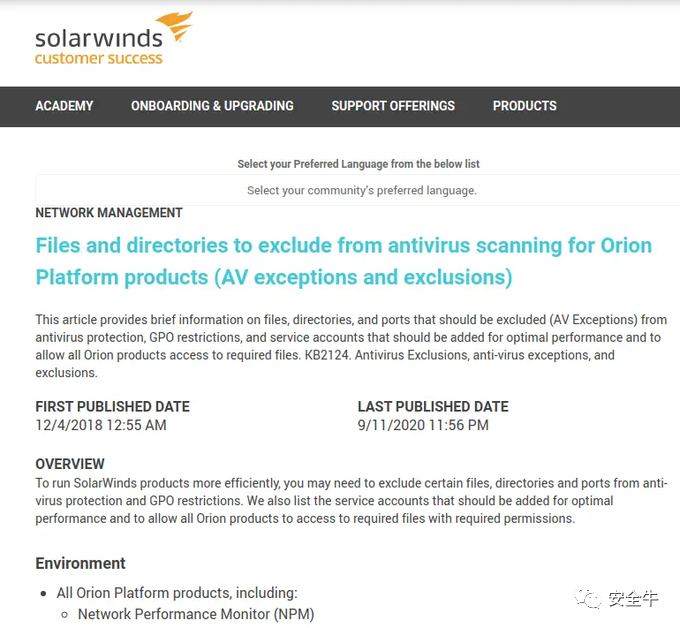 solarwinds
customer success
ACADEMY ONBOARDING & UPGRADING SUPPORT OFFERINGS PRODUCTS
Select your Preferred Language from the below list
Select your community's preferred language.
NETWORK MANAGEMENT
Files and directories to exclude from antivirus scanning for Orion
Platform products (AV exceptions and exclusions)
This article provides brief information on files, directories, and ports that should be excluded (AV Exceptions) from
antivirus protection, GPO restrictions, and service accounts that should be added for optimal performance and to
allow all Orion products access to required files. KB2124. Antivirus Exclusions, anti-virus exceptions, and
exclusions.
FIRST PUBLISHED DATE LAST PUBLISHED DATE
12/4/2018 12:55 AM 9/11/2020 11:56 PM
OVERVIEW
To run SolarWinds products more efficiently, you may need to exclude certain files, directories and ports from anti-
virus protection and GPO restrictions. We also list the service accounts that should be added for optimal
performance and to allow all Orion products to access to required files with required permissions.
Environment
• All Orion Platform products, including:
○ Network Performance Monitor (NPM)
安全牛